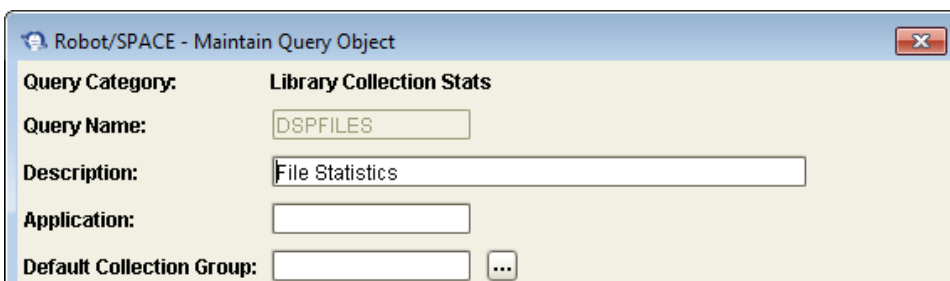 Robot/SPACE - Maintain Query Object
Query Category: Library Collection Stats
Query Name: DSPFILES
Description: File Statistics
Application:
Default Collection Group: ...